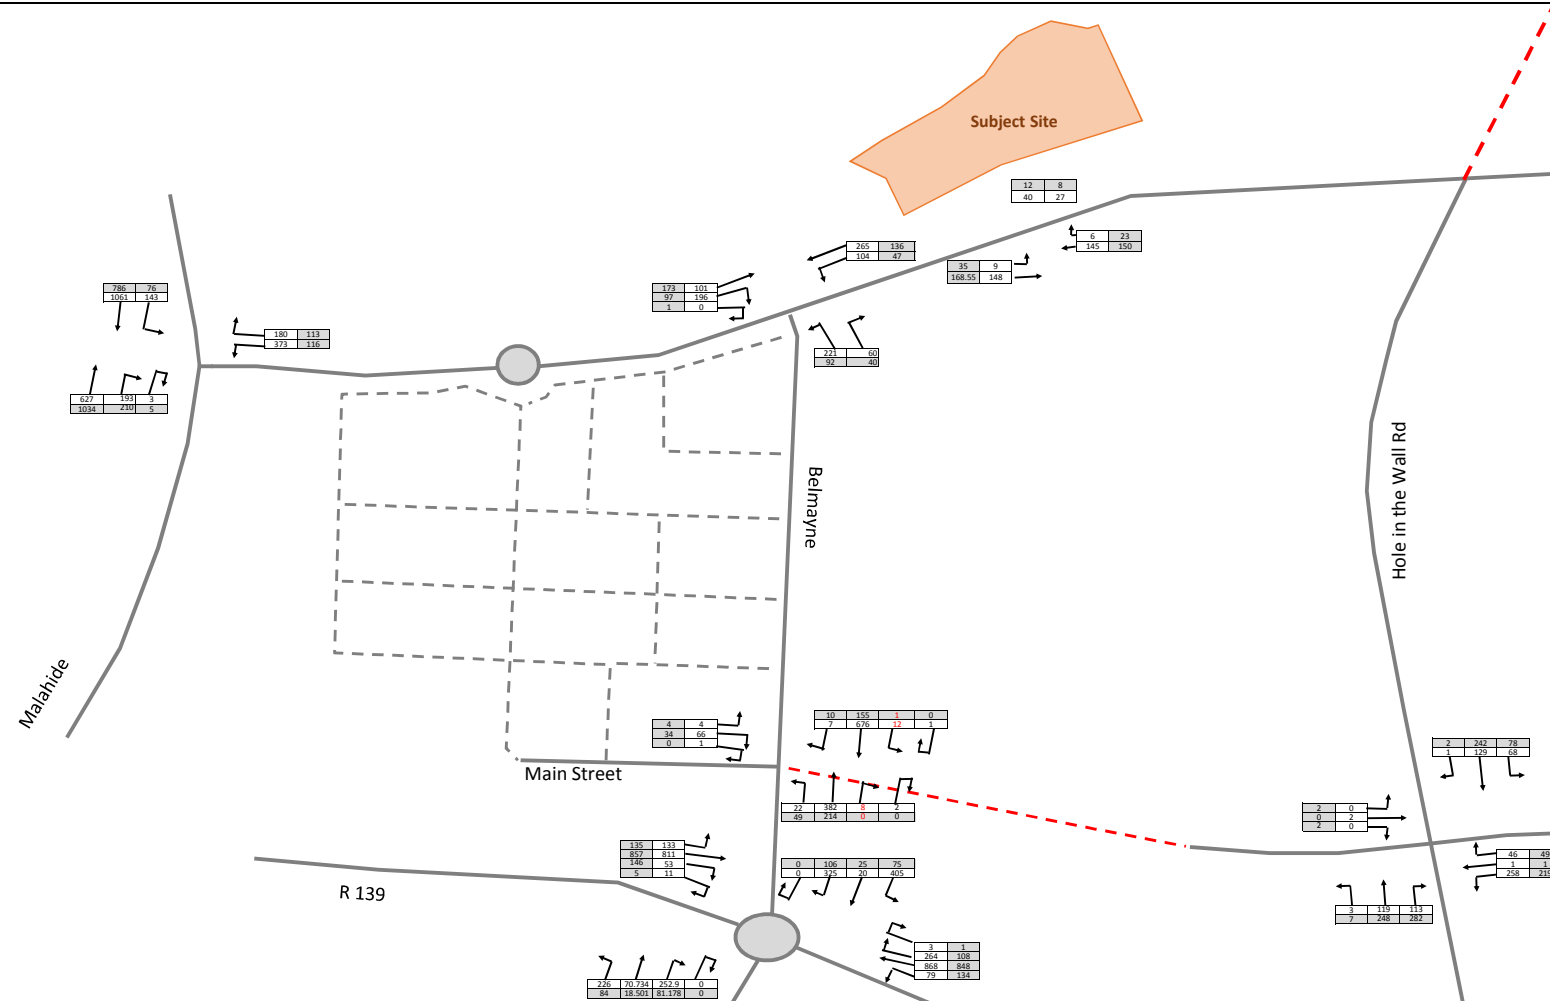 Subject Site
12 8
40 27
6 23
145 150
265 136
104 47
35 9
168.55 148
173 101
97 196
1 0
786 76
1061 143
180 113
373 116
221 60
92 40
627 193 3
1034 210 5
Belmayne
Hole in the Wall Rd
Malahide
4 4
34 66
0 1
10 155 1 0
7 676 12 1
Main Street
2 242 78
1 129 68
22 382 8 2
49 214 0 0
2 0
0 2
2 0
135 133
857 811
146 53
5 11
0 106 25 75
0 325 20 405
46 49
1 1
258 219
R 139
3 119 113
7 248 282
3 1
264 108
868 848
79 134
226 70.734 252.9 0
84 18.501 81.178 0